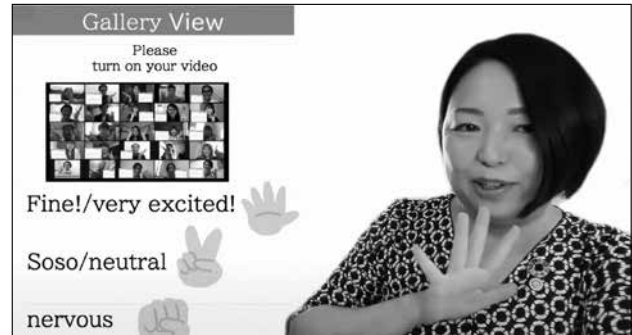 Gallery View
Please
turn on your video
Fine!/very excited!
Soso/neutral
nervous